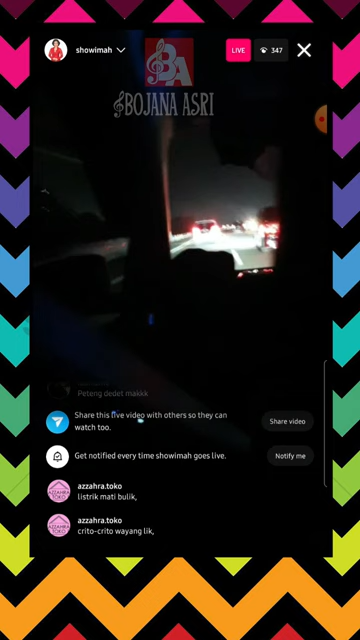 showimah
LIVE
347
BA
BOJANA ASRI
Peteng dedet makkk
Share this live video with others so they can
watch too.
Share video
Get notified every time showimah goes live.
Notify me
azzahra.toko
listrik mati bulik,
azzahra.toko
crito-crito wayang lik,